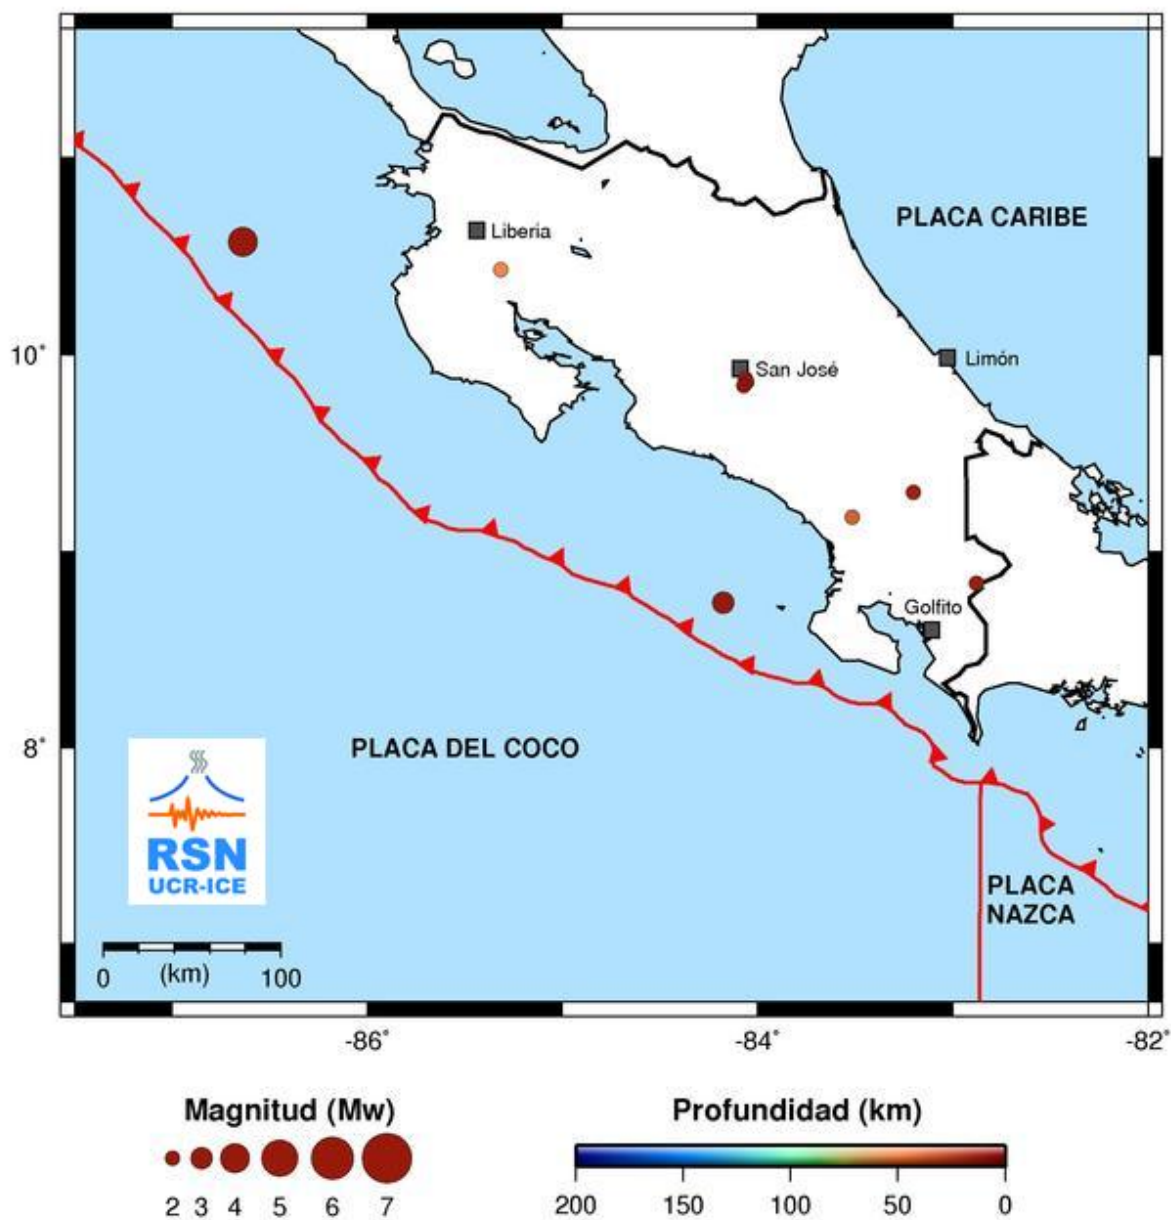 PLACA CARIBE
Liberia
10°
San José
Limón
Golfito
8°
PLACA DEL COCO
RSN
UCR-ICE
PLACA
NAZCA
0 (km) 100
-86° -84° -82°
Magnitud (Mw)
2 3 4 5 6 7
Profundidad (km)
200 150 100 50 0